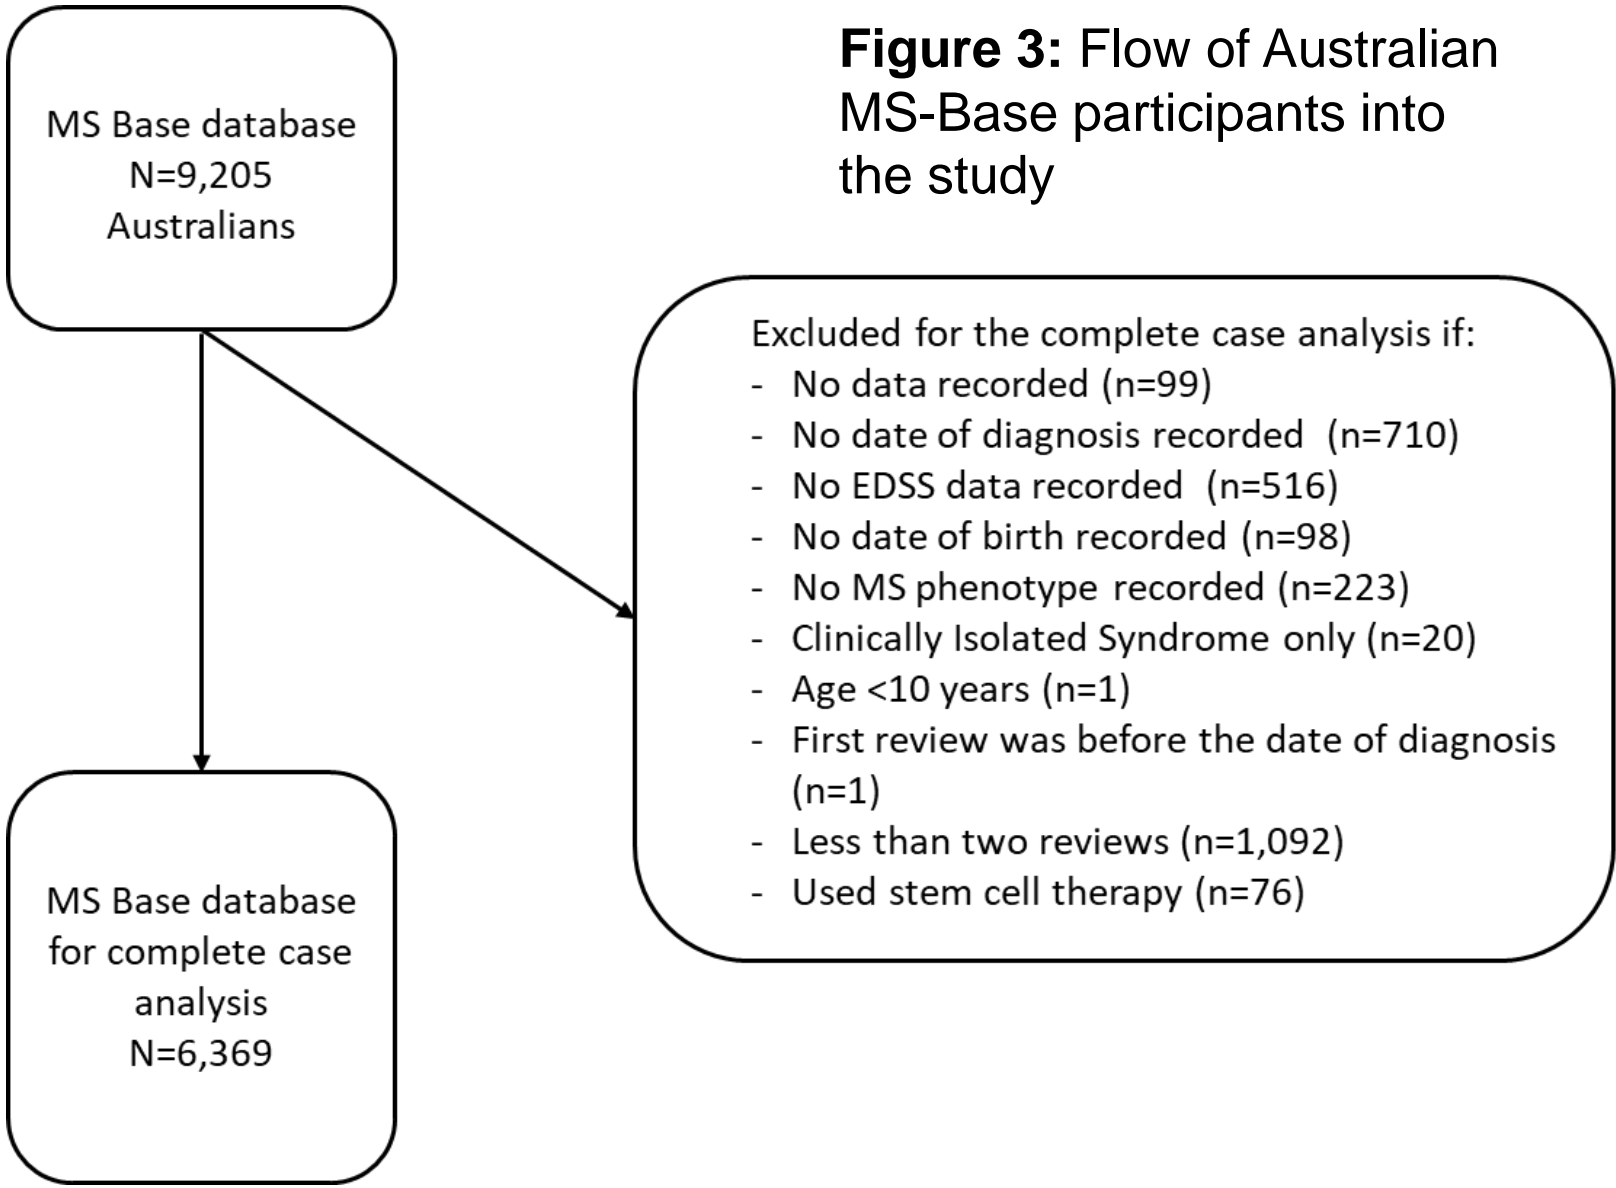 Figure 3: Flow of Australian
MS-Base participants into
the study
MS Base database
N=9,205
Australians
Excluded for the complete case analysis if:
- No data recorded (n=99)
- No date of diagnosis recorded  (n=710)
- No EDSS data recorded  (n=516)
- No date of birth recorded (n=98)
- No MS phenotype recorded (n=223)
- Clinically Isolated Syndrome only (n=20)
- Age <10 years (n=1)
- First review was before the date of diagnosis
(n=1)
- Less than two reviews (n=1,092)
- Used stem cell therapy (n=76)
MS Base database
for complete case
analysis
N=6,369